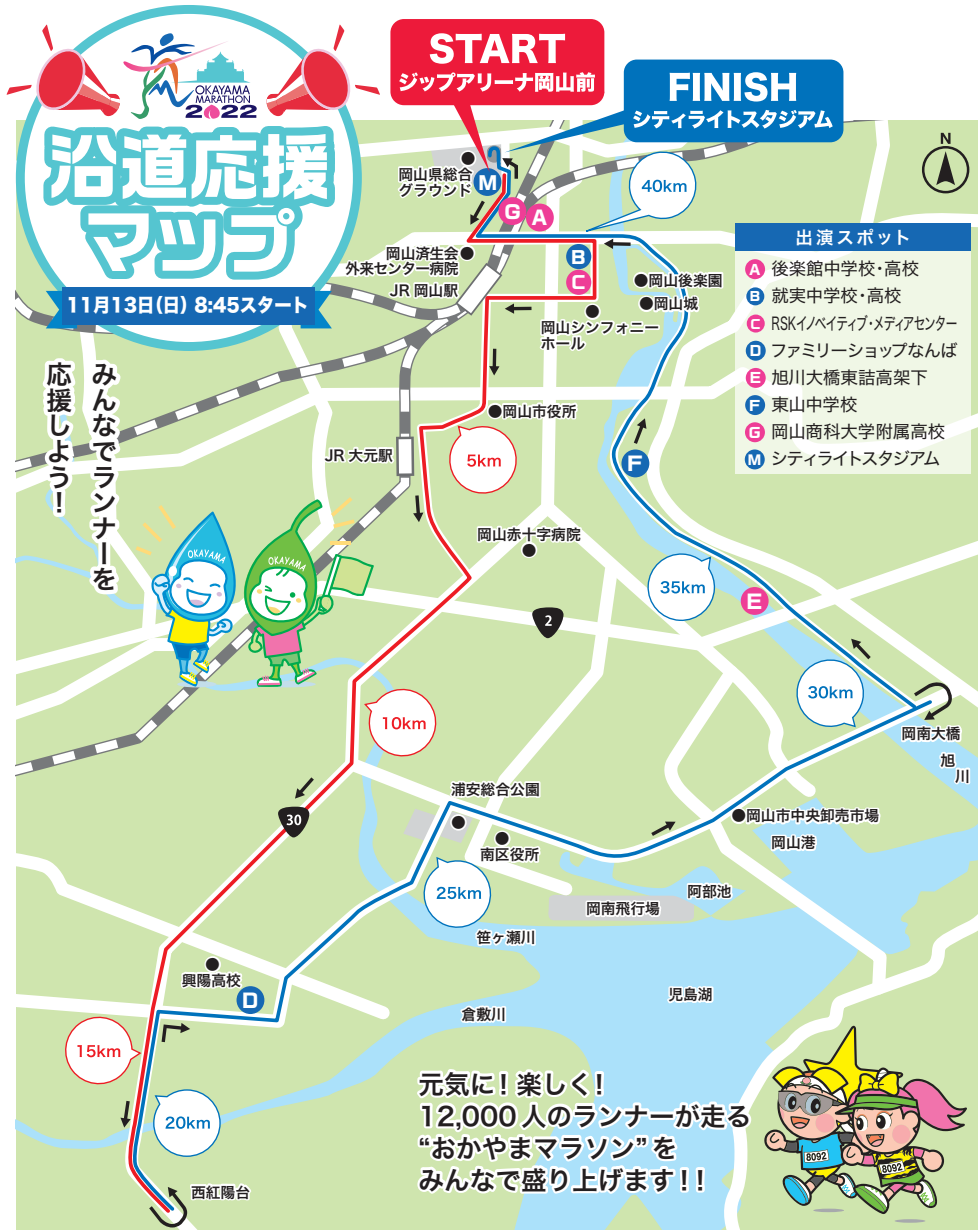 OKAYAMA
MARATHON
2022
沿道応援
マップ
11月13日(日) 8:45スタート
START
ジップアリーナ岡山前
FINISH
シティライトスタジアム
N
岡山県総合
グラウンド
M
G
A
40km
出演スポット
A 後楽館中学校・高校
B 就実中学校・高校
C RSKイノベイティブ・メディアセンター
D ファミリーショップなんば
E 旭川大橋東詰高架下
F 東山中学校
G 岡山商科大学附属高校
M シティライトスタジアム
岡山済生会
外来センター病院
JR 岡山駅
B
C
岡山後楽園
岡山城
岡山シンフォニー
ホール
みんなでランナーを
応援しよう！
岡山市役所
JR 大元駅
5km
F
岡山赤十字病院
OKAYAMA
OKAYAMA
35km
E
2
30km
10km
岡南大橋
旭川
浦安総合公園
30
岡山市中央卸売市場
岡山港
南区役所
25km
阿部池
岡南飛行場
笹ヶ瀬川
興陽高校
D
児島湖
倉敷川
15km
20km
西紅陽台
元気に！楽しく！
12,000人のランナーが走る
“おかやまマラソン”を
みんなで盛り上げます！！
8092
8092